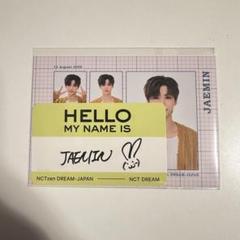 JAEMIN
HELLO
MY NAME IS
JAEMIN
NCTzen DREAM-JAPAN
NCT DREAM